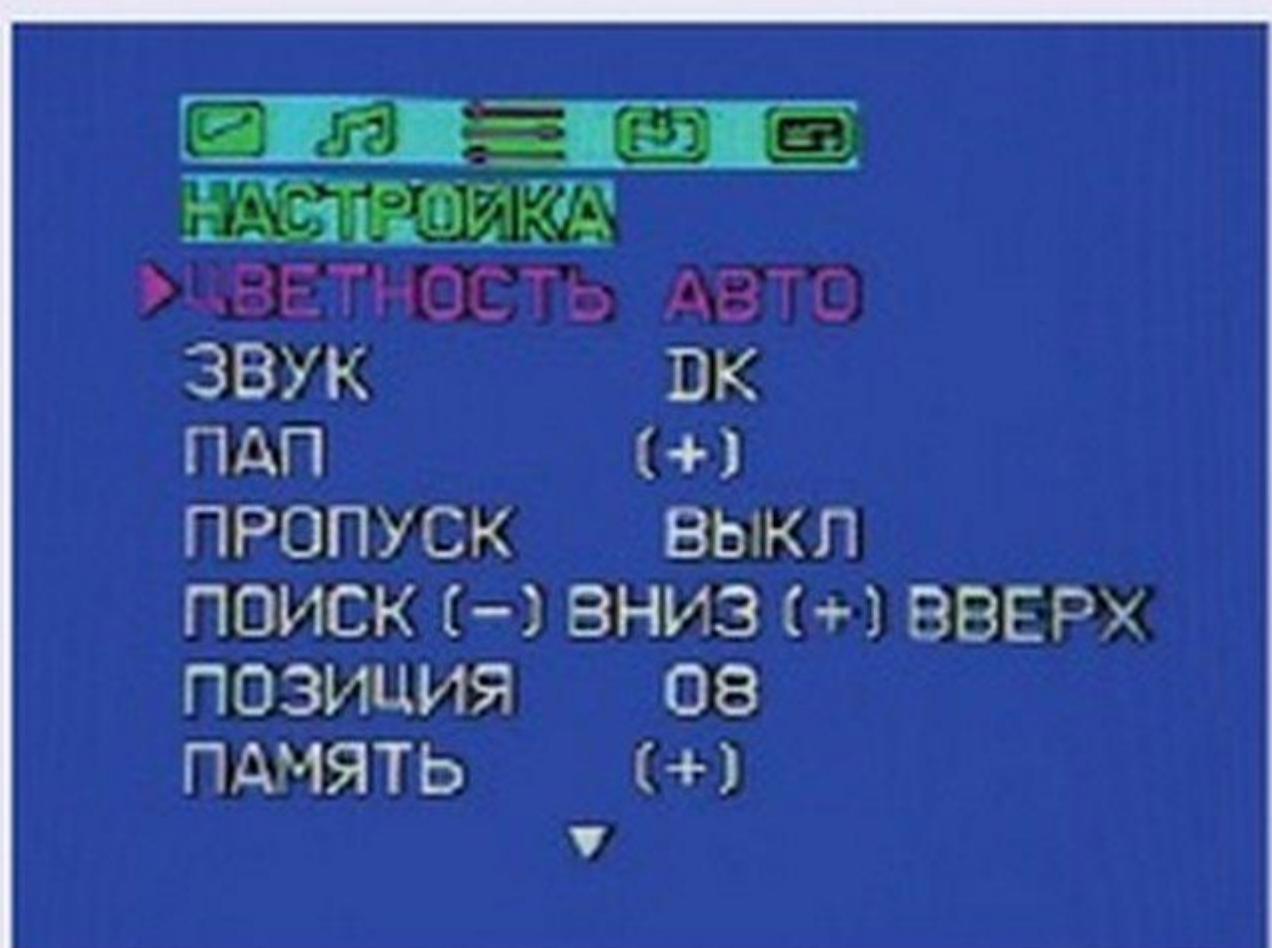 НАСТРОЙКА
ЦВЕТНОСТЬ АВТО
ЗВУК DK
ПАП (+)
ПРОПУСК ВЫКЛ
ПОИСК (-) ВНИЗ (+) ВВЕРХ
ПОЗИЦИЯ 08
ПАМЯТЬ (+)